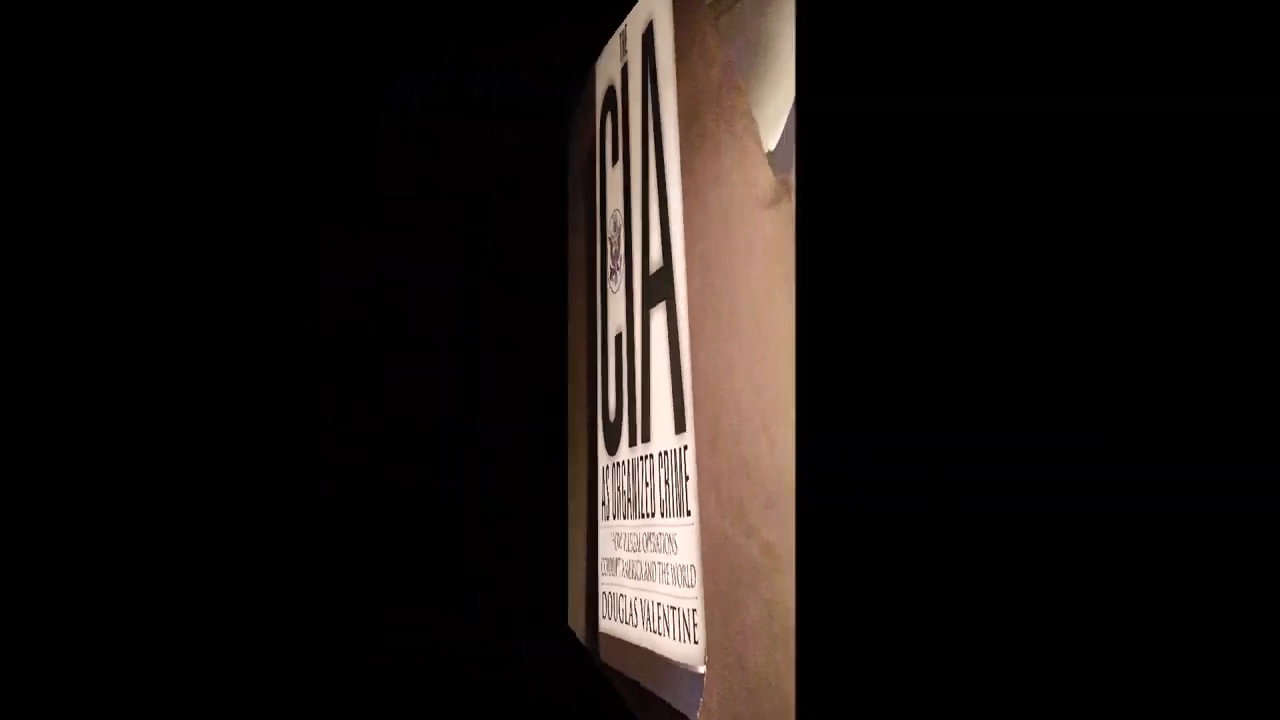 THE
CIA
AS ORGANIZED CRIME
HOW ILLEGAL OPERATIONS
CORRUPT AMERICA AND THE WORLD
DOUGLAS VALENTINE